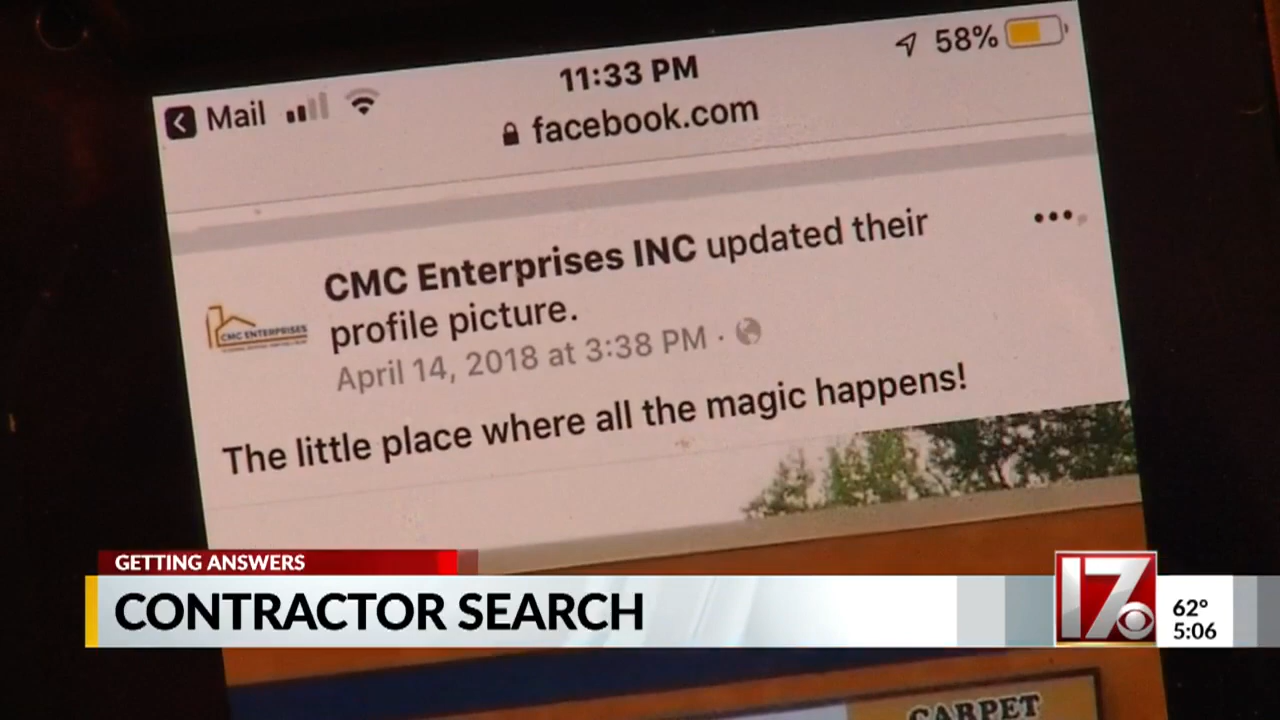 Mail
11:33 PM
58%
facebook.com
CMC Enterprises INC updated their
profile picture.
April 14, 2018 at 3:38 PM ·
CMC ENTERPRISES
The little place where all the magic happens!
GETTING ANSWERS
CONTRACTOR SEARCH
17
62°
5:06
CARPET